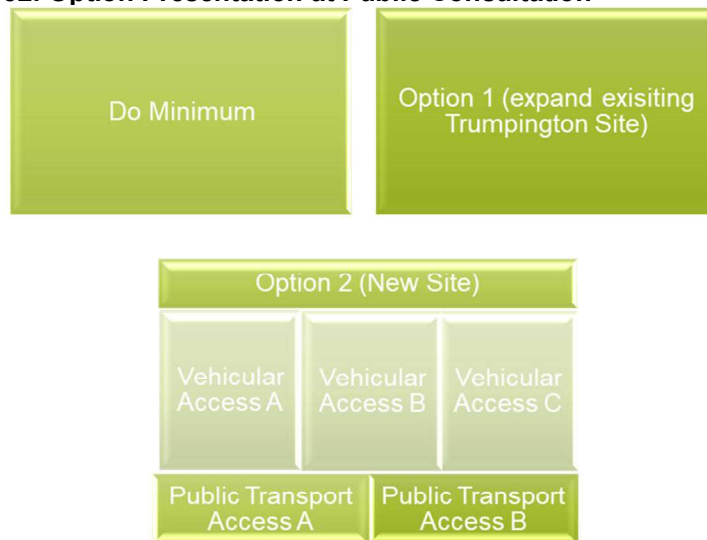 Option Presentation at Public Consultation
Do Minimum
Option 1 (expand exisiting
Trumpington Site)
Option 2 (New Site)
Vehicular
Access A
Vehicular
Access B
Vehicular
Access C
Public Transport
Access A
Public Transport
Access B